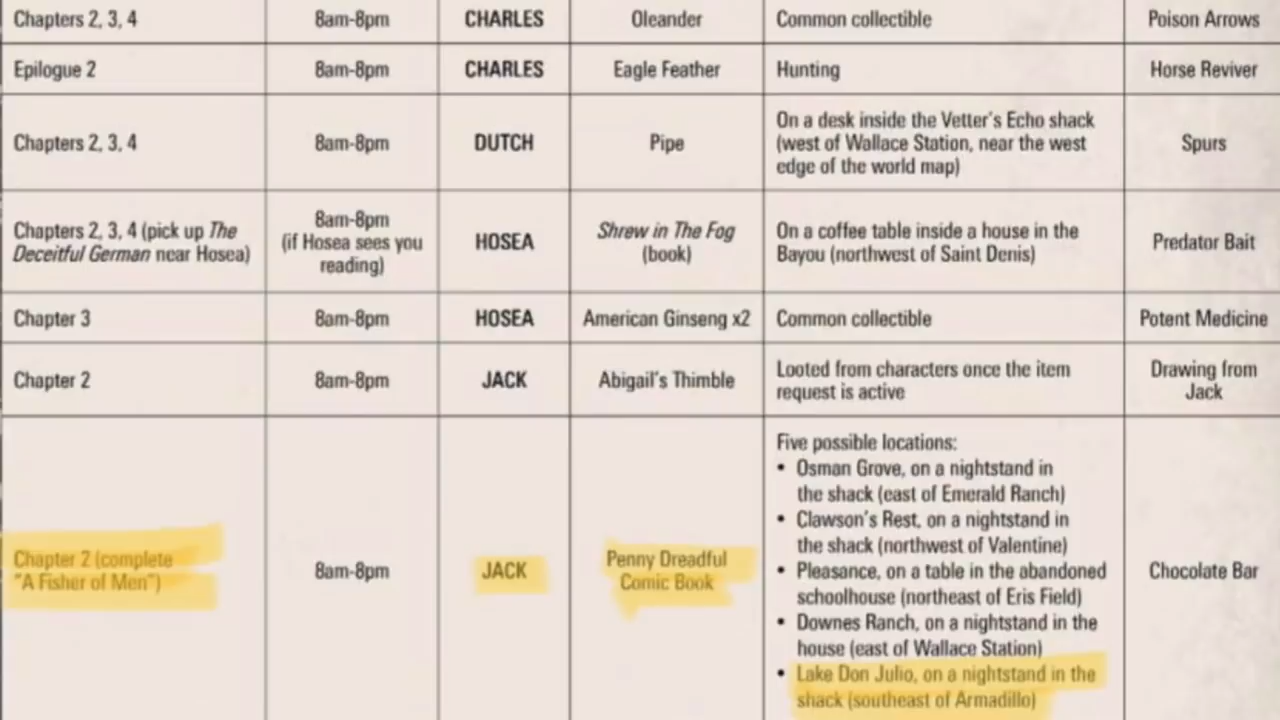 Chapters 2, 3, 4
8am-8pm
CHARLES
Oleander
Common collectible
Poison Arrows
Epilogue 2
8am-8pm
CHARLES
Eagle Feather
Hunting
Horse Reviver
Chapters 2, 3, 4
8am-8pm
DUTCH
Pipe
On a desk inside the Vetter's Echo shack
(west of Wallace Station, near the west
edge of the world map)
Spurs
Chapters 2, 3, 4 (pick up The
Deceitful German near Hosea)
8am-8pm
(if Hosea sees you
reading)
HOSEA
Shrew in The Fog
(book)
On a coffee table inside a house in the
Bayou (northwest of Saint Denis)
Predator Bait
Chapter 3
8am-8pm
HOSEA
American Ginseng x2
Common collectible
Potent Medicine
Chapter 2
8am-8pm
JACK
Abigail's Thimble
Looted from characters once the item
request is active
Drawing from
Jack
Chapter 2 (complete
"A Fisher of Men")
8am-8pm
JACK
Penny Dreadful
Comic Book
Five possible locations:
• Osman Grove, on a nightstand in
the shack (east of Emerald Ranch)
• Clawson's Rest, on a nightstand in
the shack (northwest of Valentine)
• Pleasance, on a table in the abandoned
schoolhouse (northeast of Eris Field)
• Downes Ranch, on a nightstand in the
house (east of Wallace Station)
• Lake Don Julio, on a nightstand in the
shack (southeast of Armadillo)
Chocolate Bar